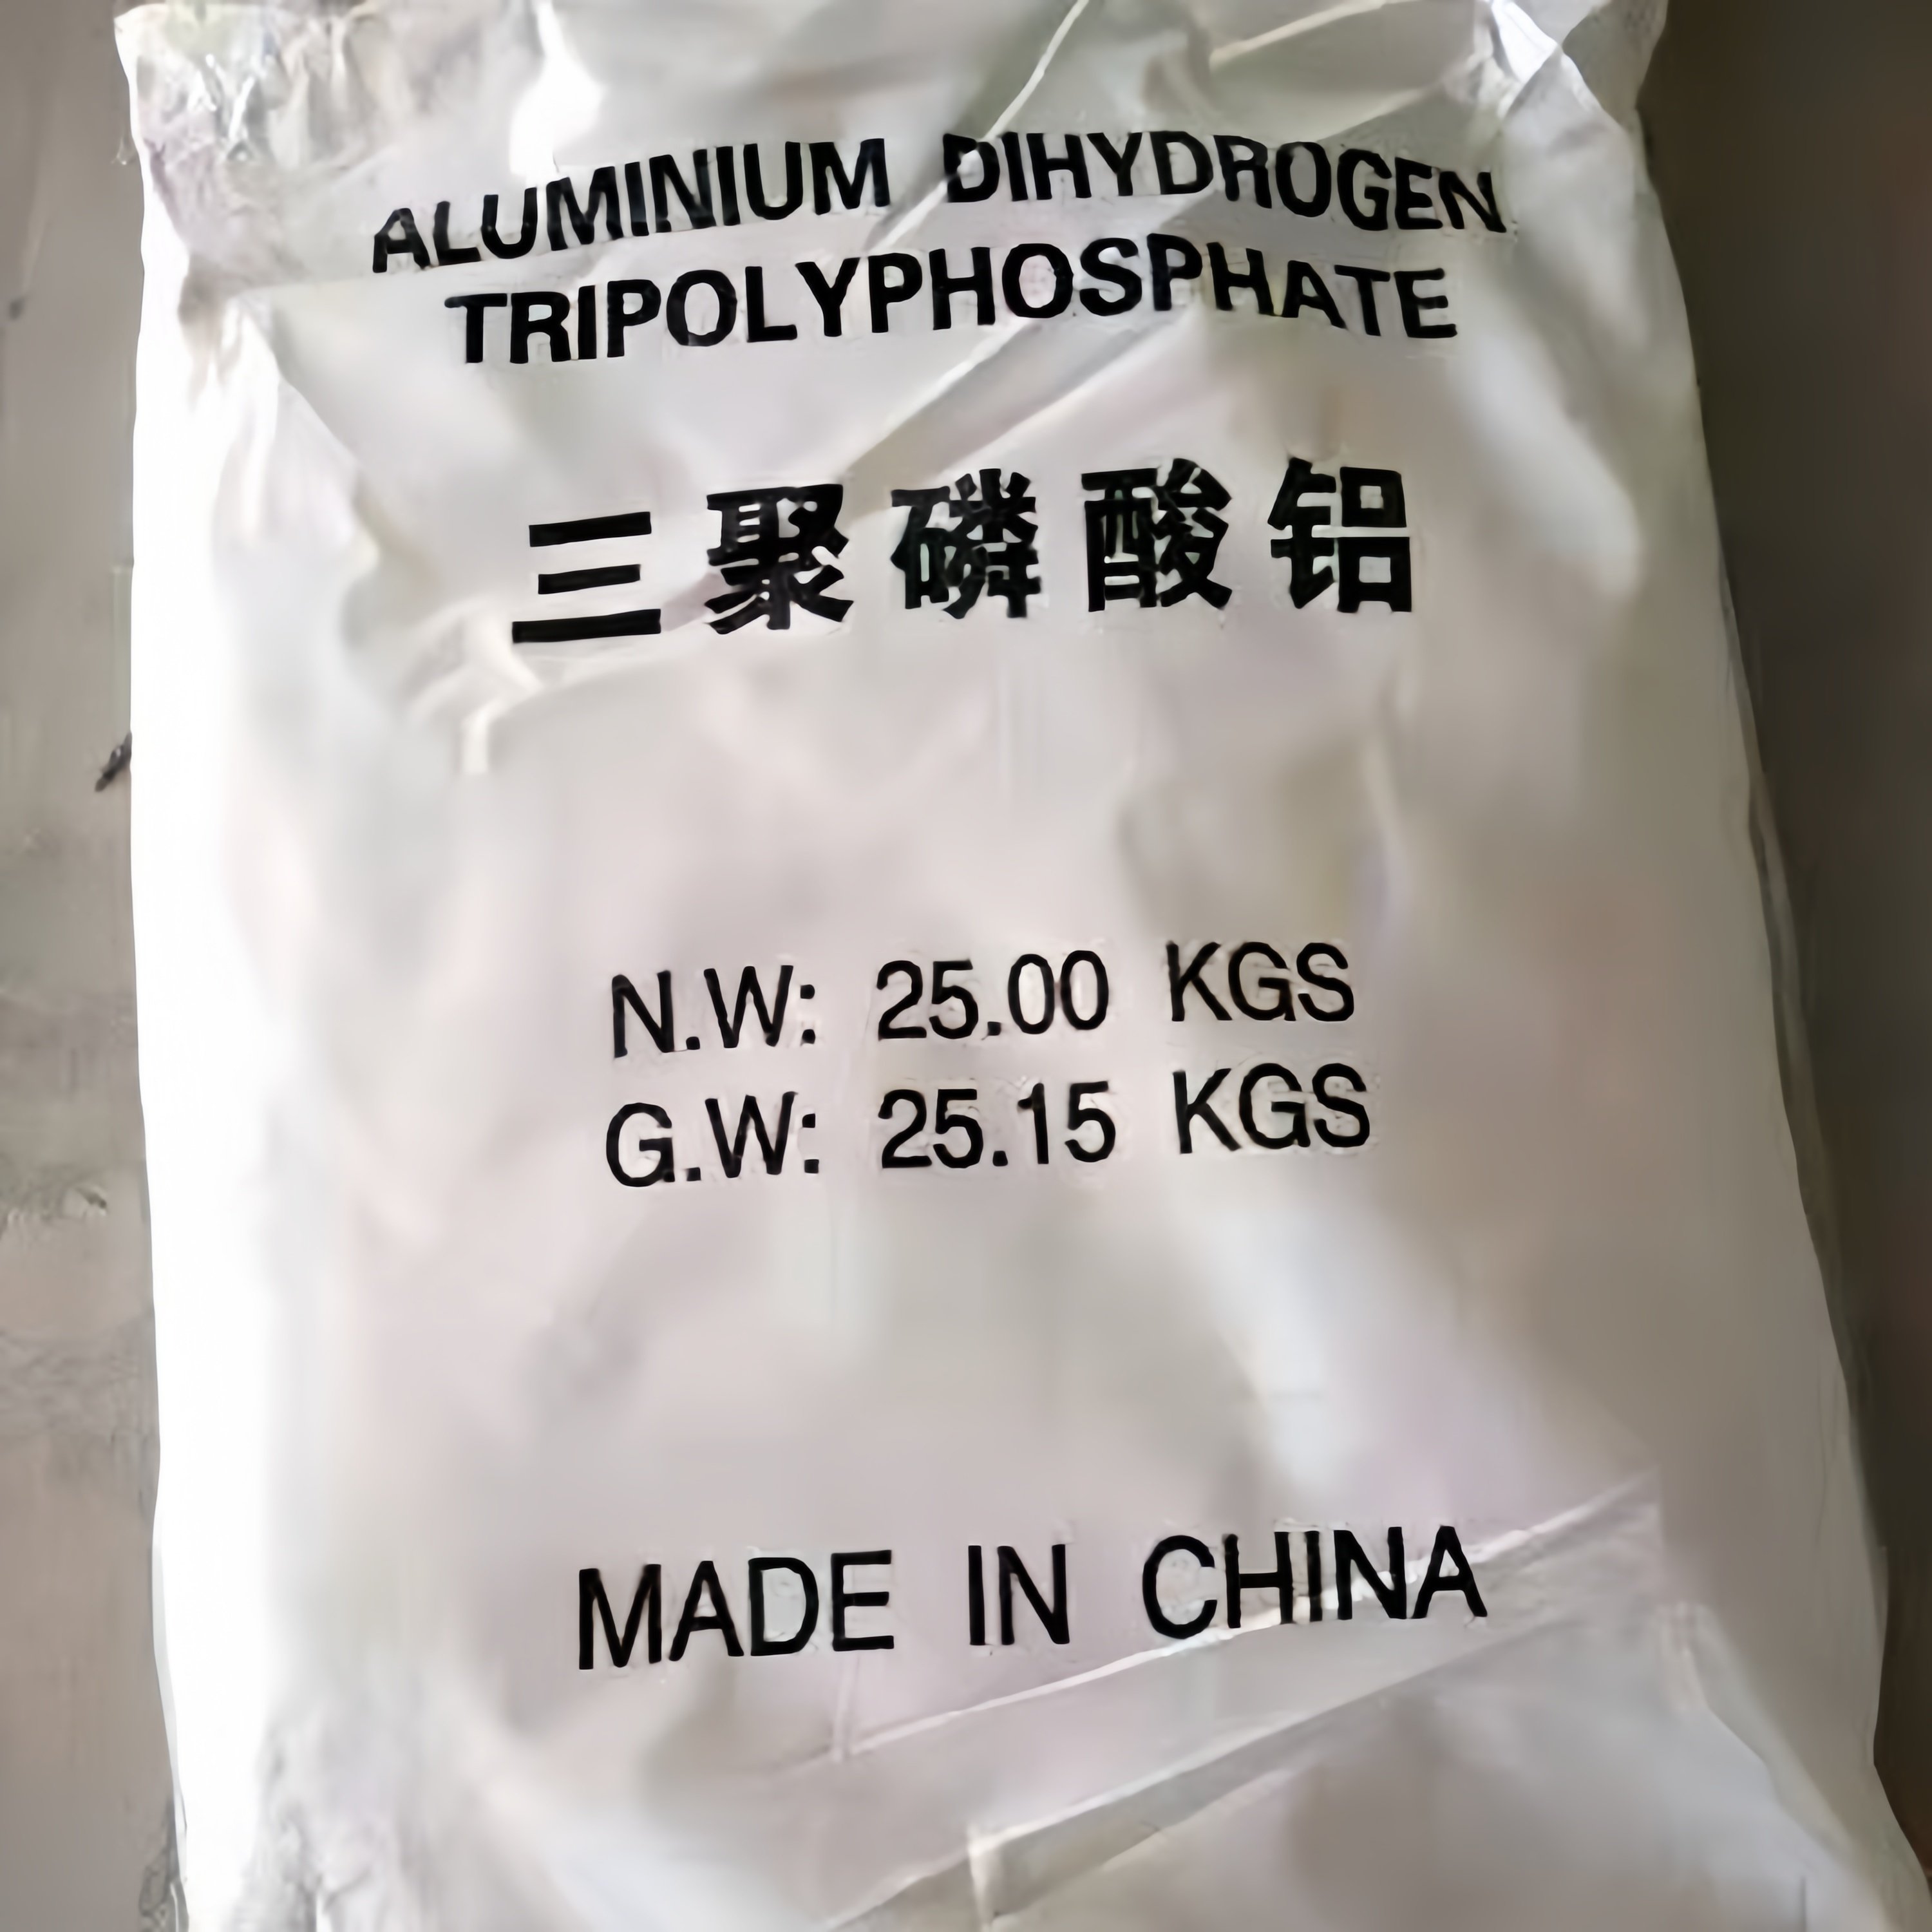 ALUMINIUM DIHYDROGEN
TRIPOLYPHOSPHATE
三聚磷酸铝
N.W: 25.00 KGS
G.W: 25.15 KGS
MADE IN CHINA